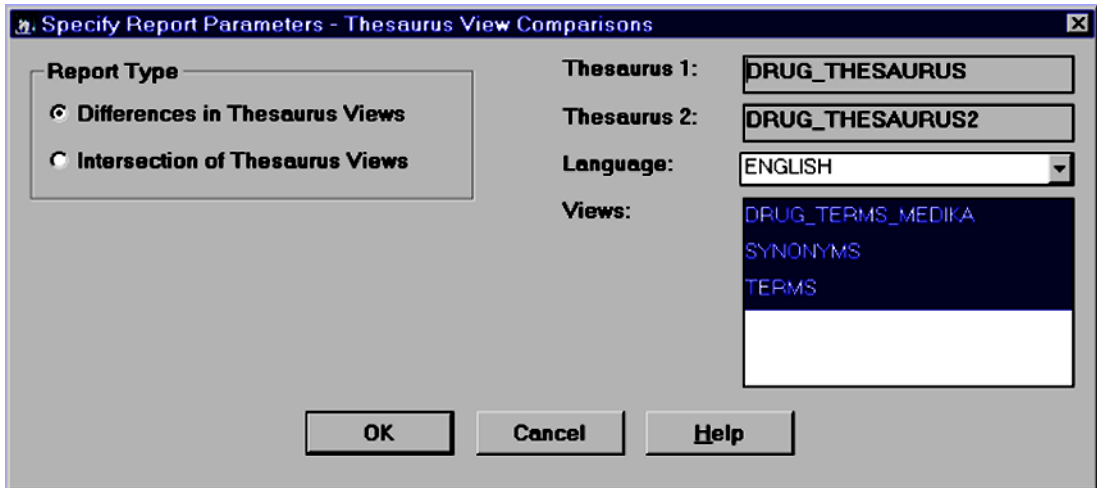 Specify Report Parameters - Thesaurus View Comparisons
Report Type
Differences in Thesaurus Views
Intersection of Thesaurus Views
Thesaurus 1: DRUG_THESAURUS
Thesaurus 2: DRUG_THESAURUS2
Language: ENGLISH
Views: DRUG_TERMS_MEDIKA
SYNONYMS
TERMS
OK Cancel Help